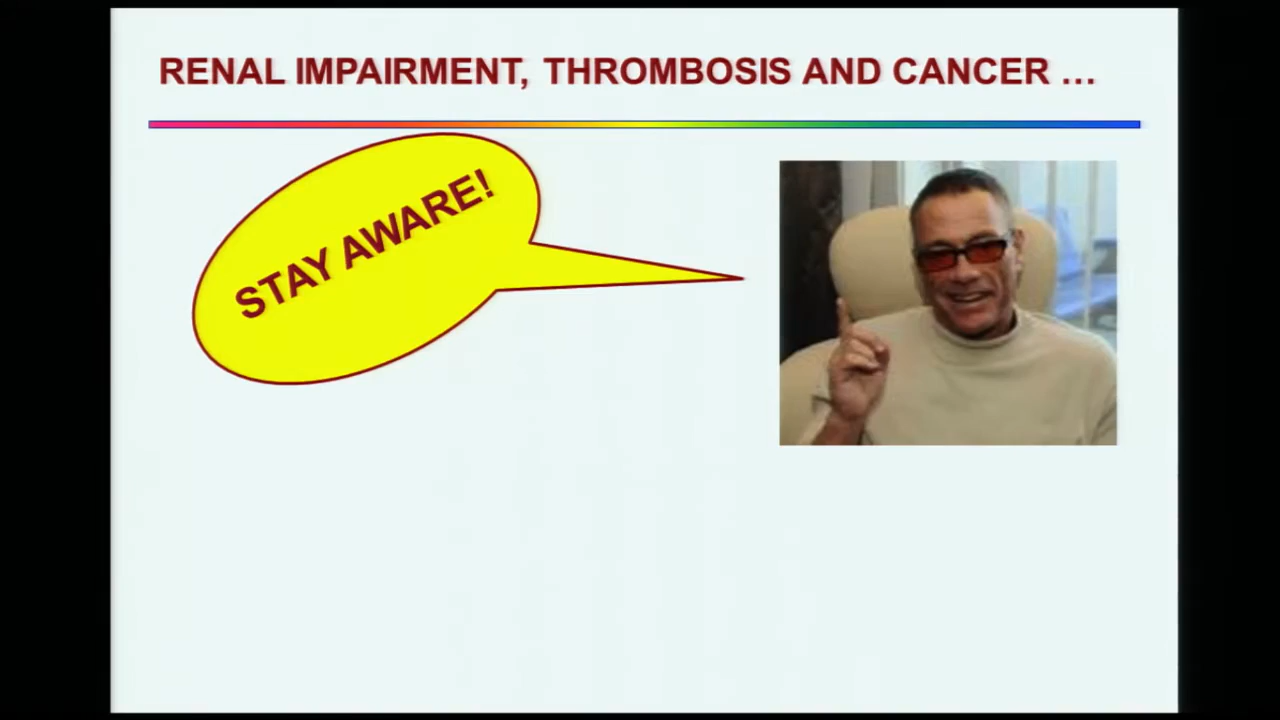 RENAL IMPAIRMENT, THROMBOSIS AND CANCER …
STAY AWARE!